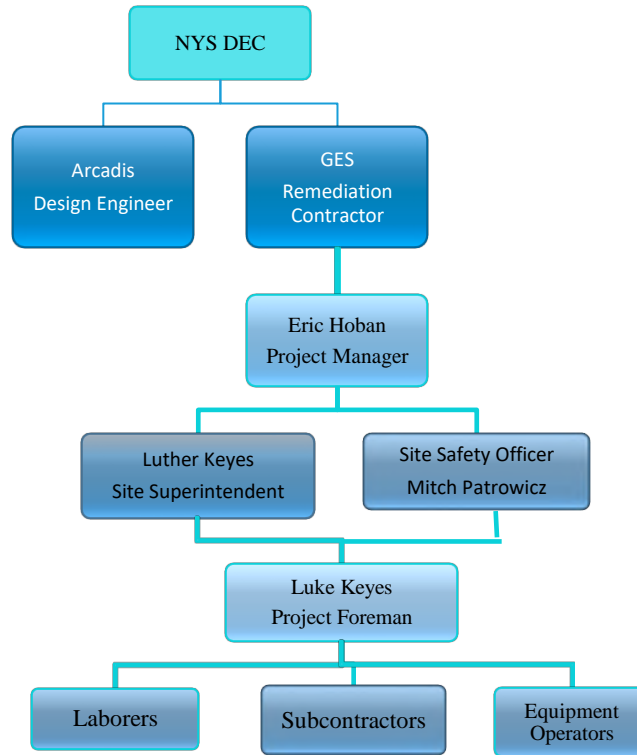 NYS DEC
Arcadis
Design Engineer
GES
Remediation
Contractor
Eric Hoban
Project Manager
Luther Keyes
Site Superintendent
Site Safety Officer
Mitch Patrowicz
Luke Keyes
Project Foreman
Laborers
Subcontractors
Equipment
Operators